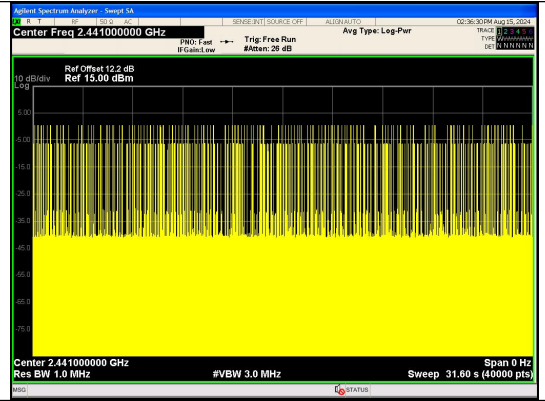 Agilent Spectrum Analyzer - Swept SA
R T RF 50 Ω AC SENSE:INT SOURCE OFF ALIGN AUTO 02:36:30 PM Aug 15, 2024
Center Freq 2.441000000 GHz
PNO: Fast
IFGain:Low
Trig: Free Run
#Atten: 26 dB
Avg Type: Log-Pwr
TRACE 1 2 3 4 5 6
TYPE
DET N N N N N N
Ref Offset 12.2 dB
10 dB/div Ref 15.00 dBm
Log
5.00
-5.00
-15.0
-25.0
-35.0
-45.0
-55.0
-65.0
-75.0
Center 2.441000000 GHz Span 0 Hz
Res BW 1.0 MHz #VBW 3.0 MHz Sweep 31.60 s (40000 pts)
MSG STATUS